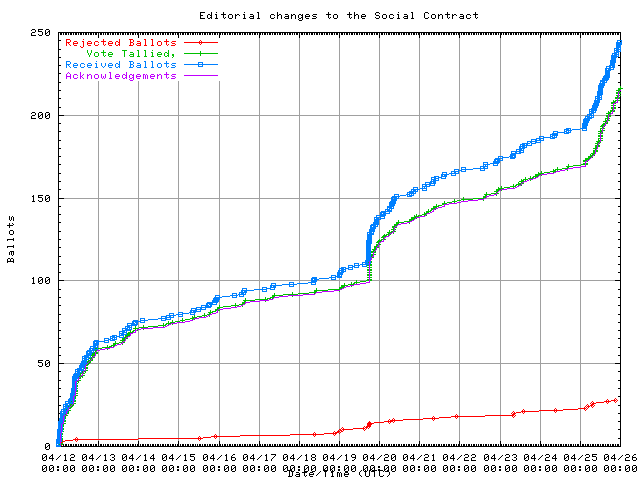 Editorial changes to the Social Contract
250
200
150
100
50
0
Ballots
Rejected Ballots
Vote Tallied,
Received Ballots
Acknowledgements
04/12 04/13 04/14 04/15 04/16 04/17 04/18 04/19 04/20 04/21 04/22 04/23 04/24 04/25 04/26
00:00 00:00 00:00 00:00 00:00 00:00 00:00 00:00 00:00 00:00 00:00 00:00 00:00 00:00 00:00
Date/Time (UTC)